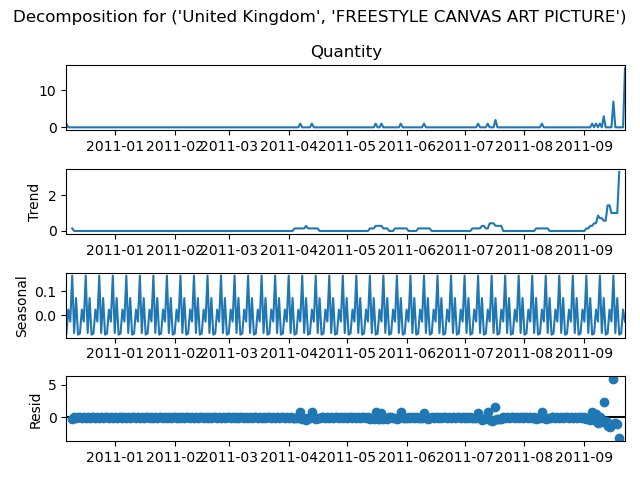 Decomposition for ('United Kingdom', 'FREESTYLE CANVAS ART PICTURE')
Quantity
10
0
2011-01 2011-02 2011-03 2011-04 2011-05 2011-06 2011-07 2011-08 2011-09
Trend
2
0
2011-01 2011-02 2011-03 2011-04 2011-05 2011-06 2011-07 2011-08 2011-09
Seasonal
0.1
0.0
2011-01 2011-02 2011-03 2011-04 2011-05 2011-06 2011-07 2011-08 2011-09
Resid
5
0
2011-01 2011-02 2011-03 2011-04 2011-05 2011-06 2011-07 2011-08 2011-09